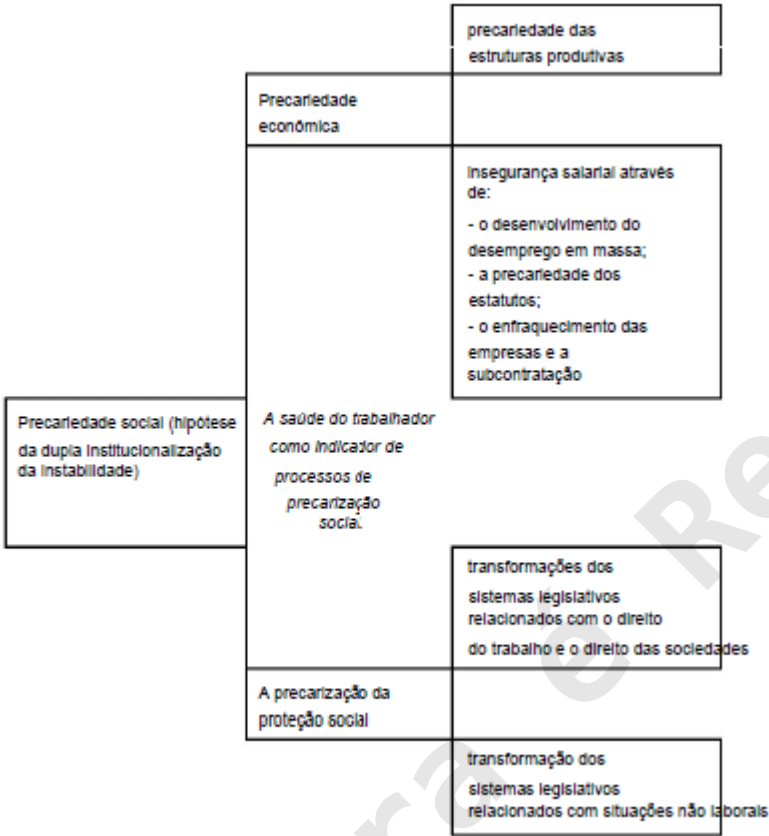 precariedade das
estruturas produtivas
Precariedade
econômica
Insegurança salarial através
de:
- o desenvolvimento do
desemprego em massa;
- a precariedade dos
estatutos;
- o enfraquecimento das
empresas e a
subcontratação
Precariedade social (hipótese
da dupla institucionalização
da instabilidade)
A saúde do trabalhador
como indicador de
processos de
precarização
social.
transformações dos
sistemas legislativos
relacionados com o direito
do trabalho e o direito das sociedades
A precarização da
proteção social
transformação dos
sistemas legislativos
relacionados com situações não laborais